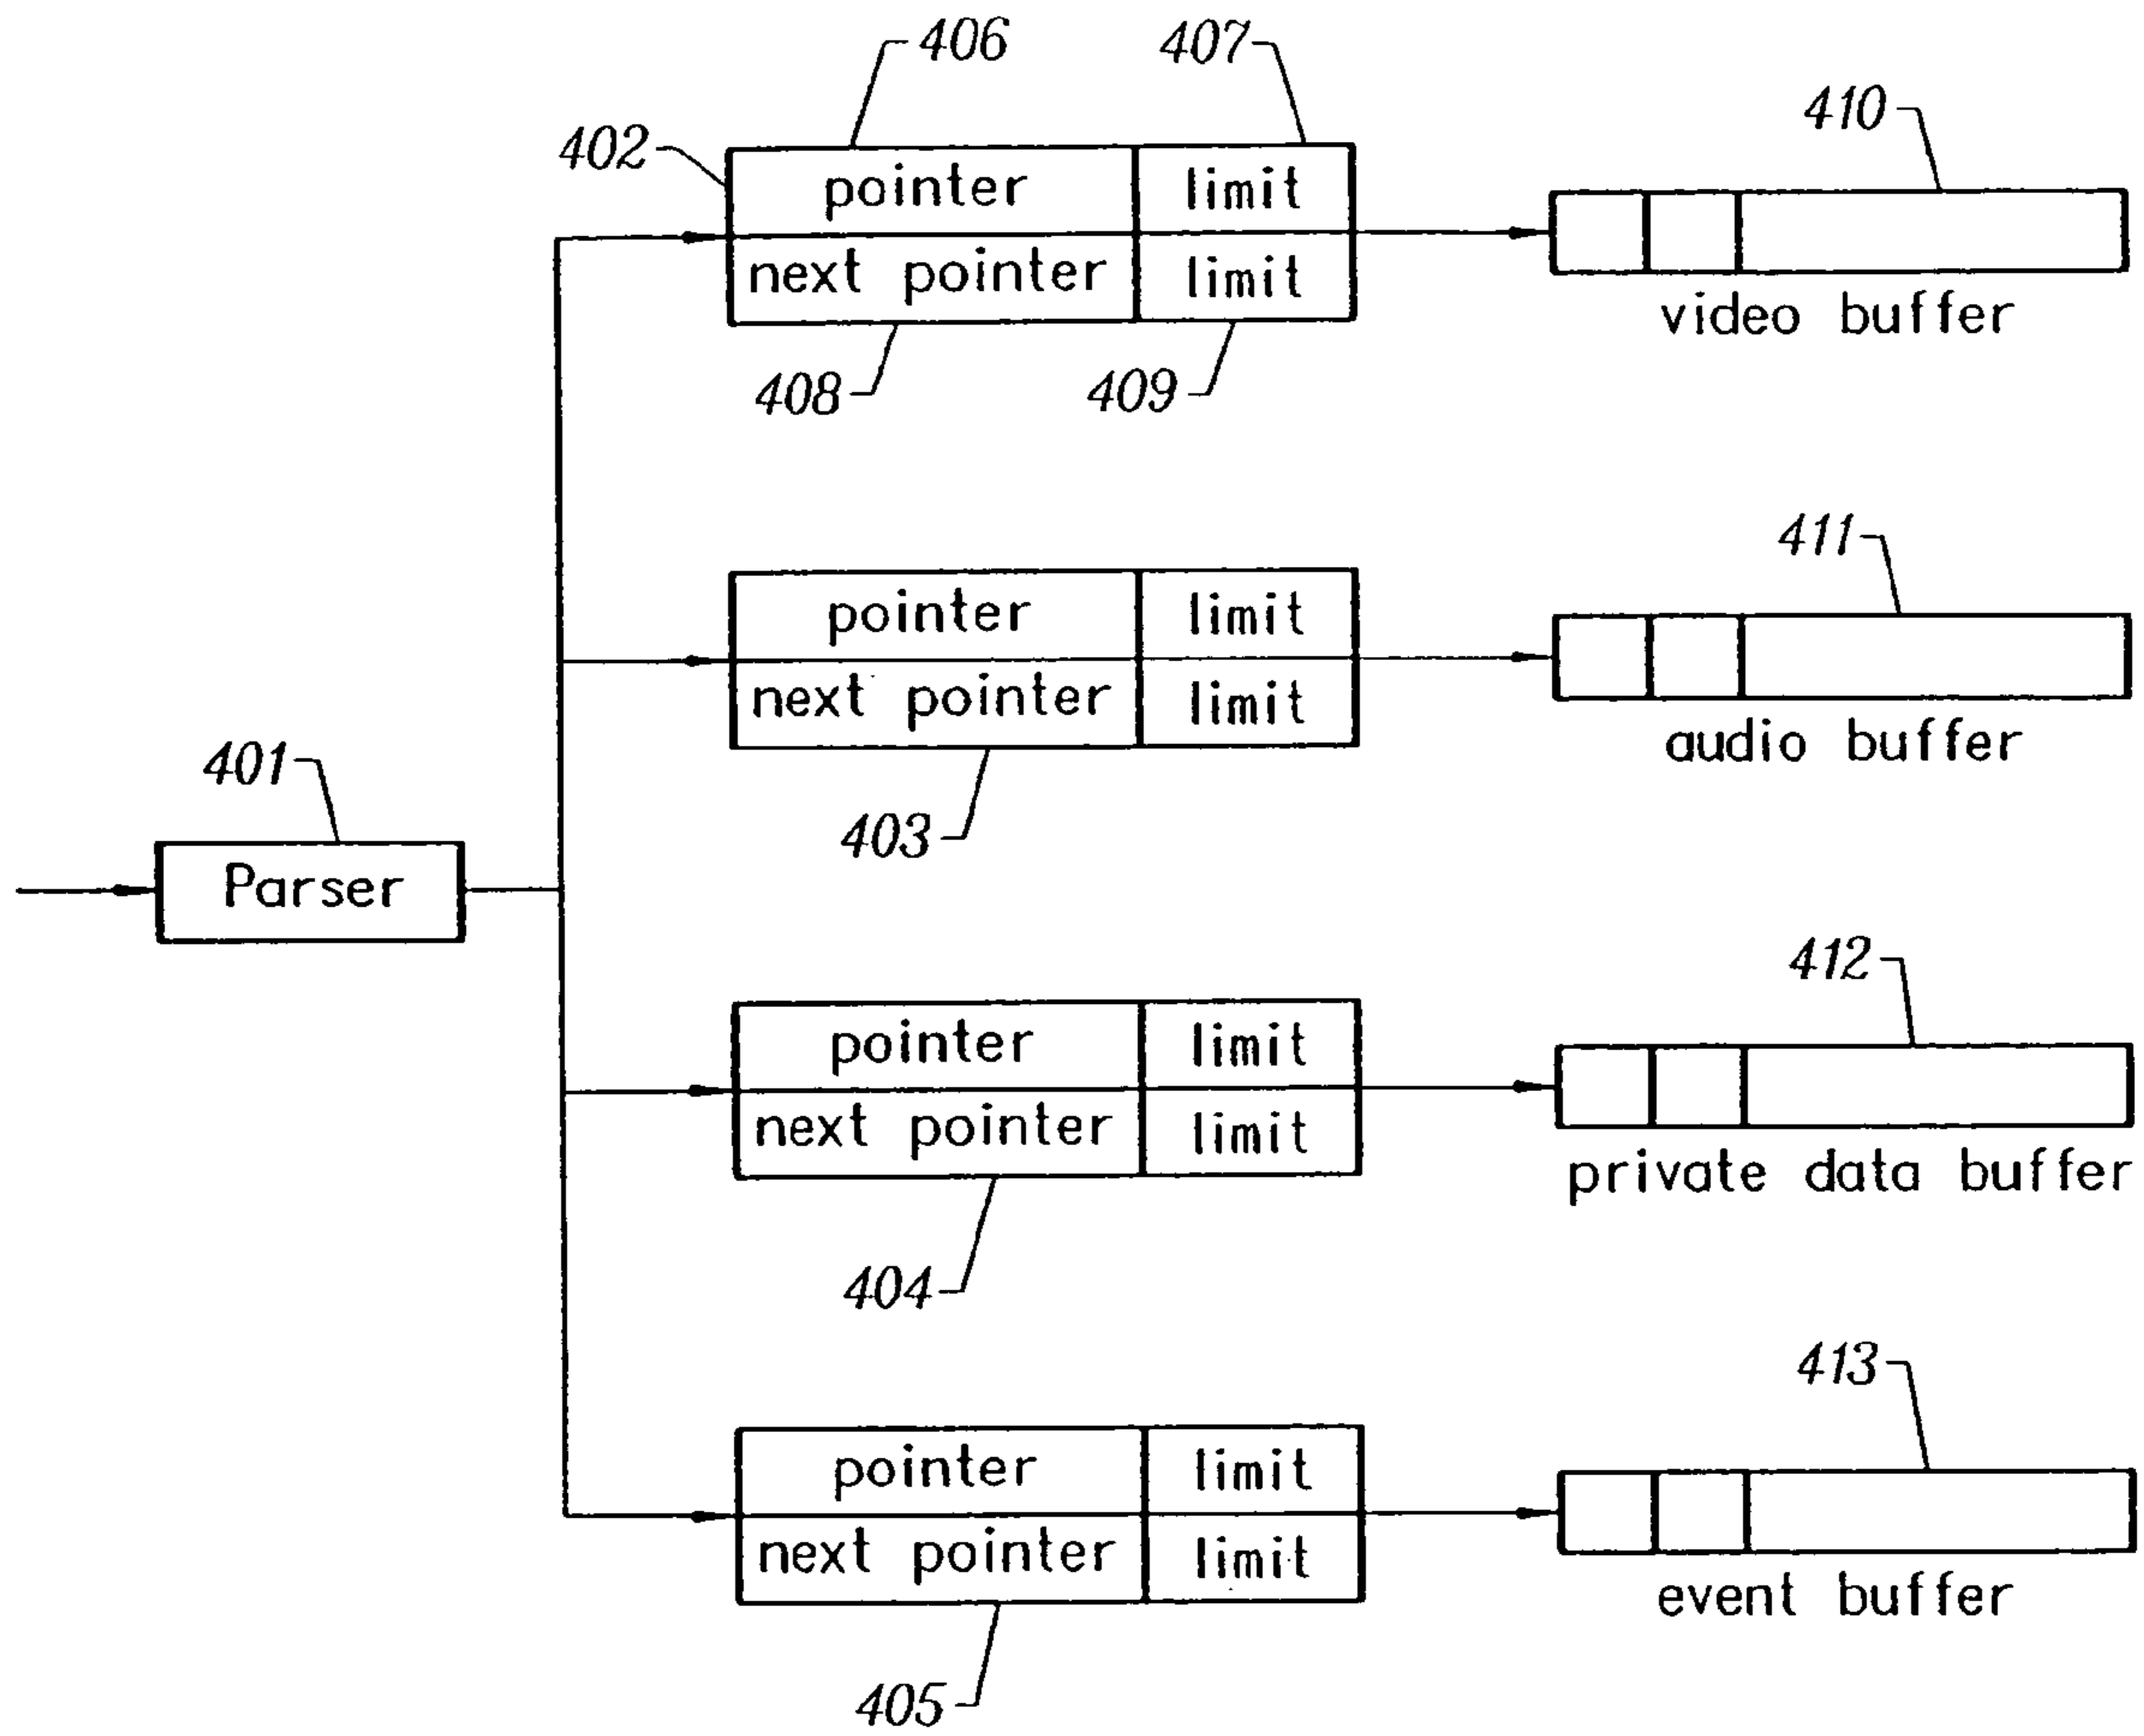 406
407
410
402
pointer limit
next pointer limit
video buffer
408
409
411
pointer limit
next pointer limit
audio buffer
401
403
Parser
412
pointer limit
next pointer limit
private data buffer
404
413
pointer limit
next pointer limit
event buffer
405